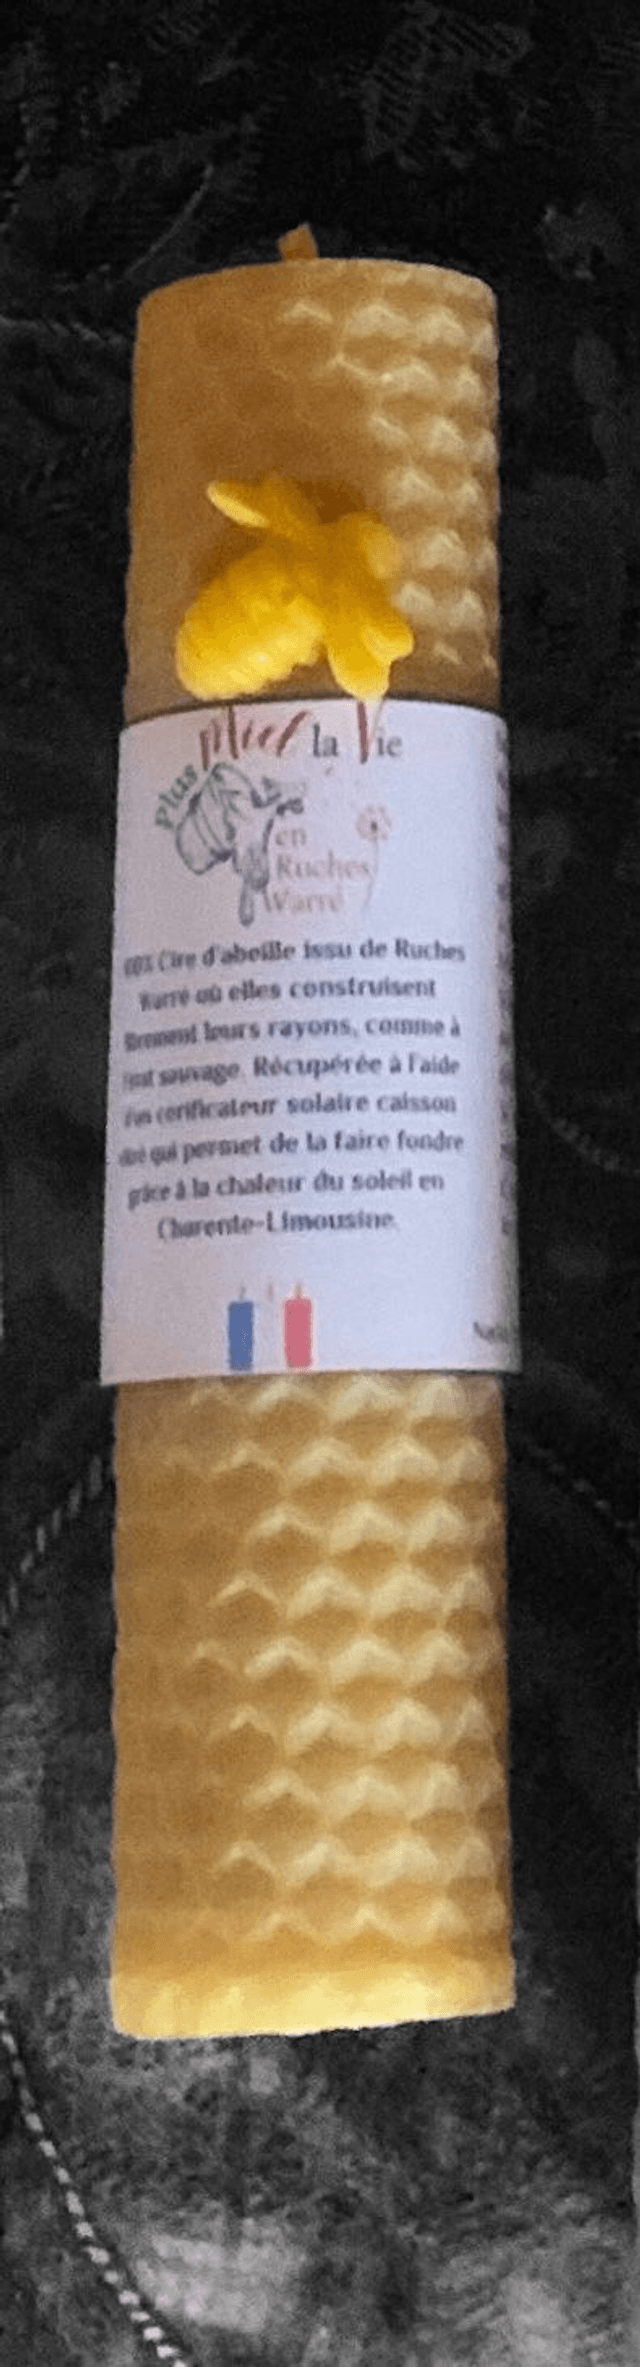 Plus Miel la Vie
en
Ruches
Warré
100% Cire d'abeille issu de Ruches
Warré où elles construisent
librement leurs rayons, comme à
l'état sauvage. Récupérée à l'aide
d'un cerificateur solaire caisson
vitré qui permet de la faire fondre
grâce à la chaleur du soleil en
Charente-Limousine.